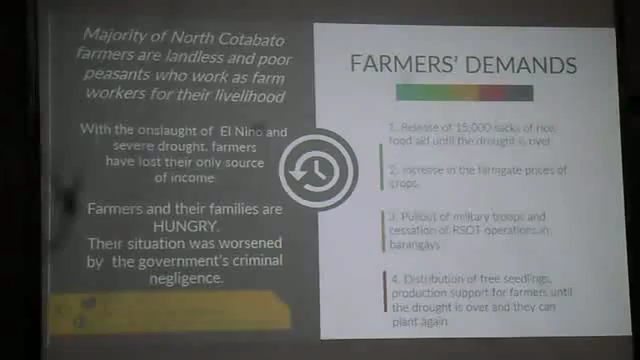 Majority of North Cotabato
farmers are landless and poor
peasants who work as farm
workers for their livelihood
With the onslaught of El Nino and
severe drought, farmers
have lost their only source
of income.
Farmers and their families are
HUNGRY.
Their situation was worsened
by the government's criminal
negligence.
FARMERS' DEMANDS
1. Release of 15,000 sacks of rice
food aid until the drought is over
2. Increase in the farmgate prices of
crops.
3. Pullout of military troops and
cessation of RSOT operations in
barangays
4. Distribution of free seedlings,
production support for farmers until
the drought is over and they can
plant again